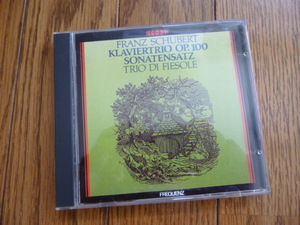 FRANZ SCHUBERT
KLAVIERTRIO OP. 100
SONATENSATZ
TRIO DI FIESOLE
FREQUENZ